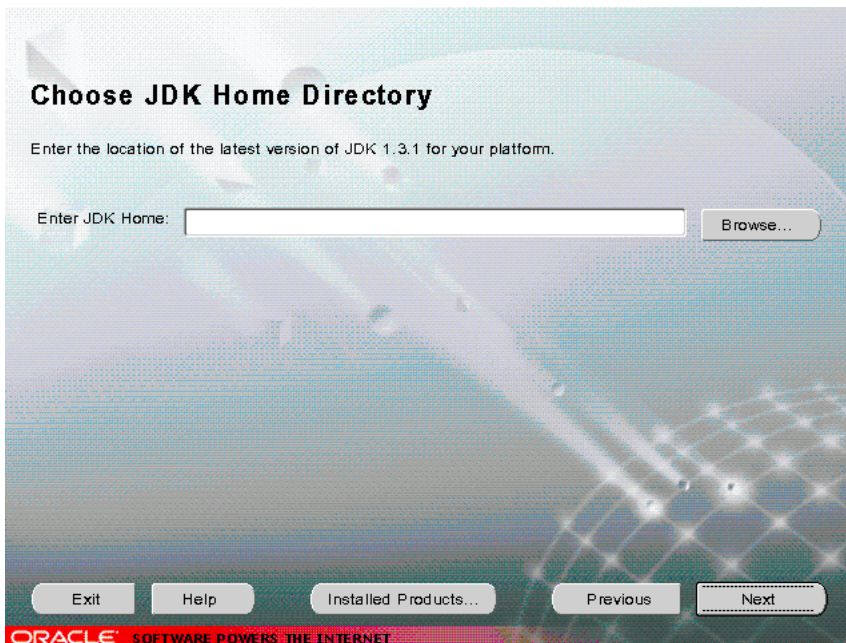 Choose JDK Home Directory
Enter the location of the latest version of JDK 1.3.1 for your platform.
Enter JDK Home: Browse...
Exit Help Installed Products... Previous Next
ORACLE® SOFTWARE POWERS THE INTERNET